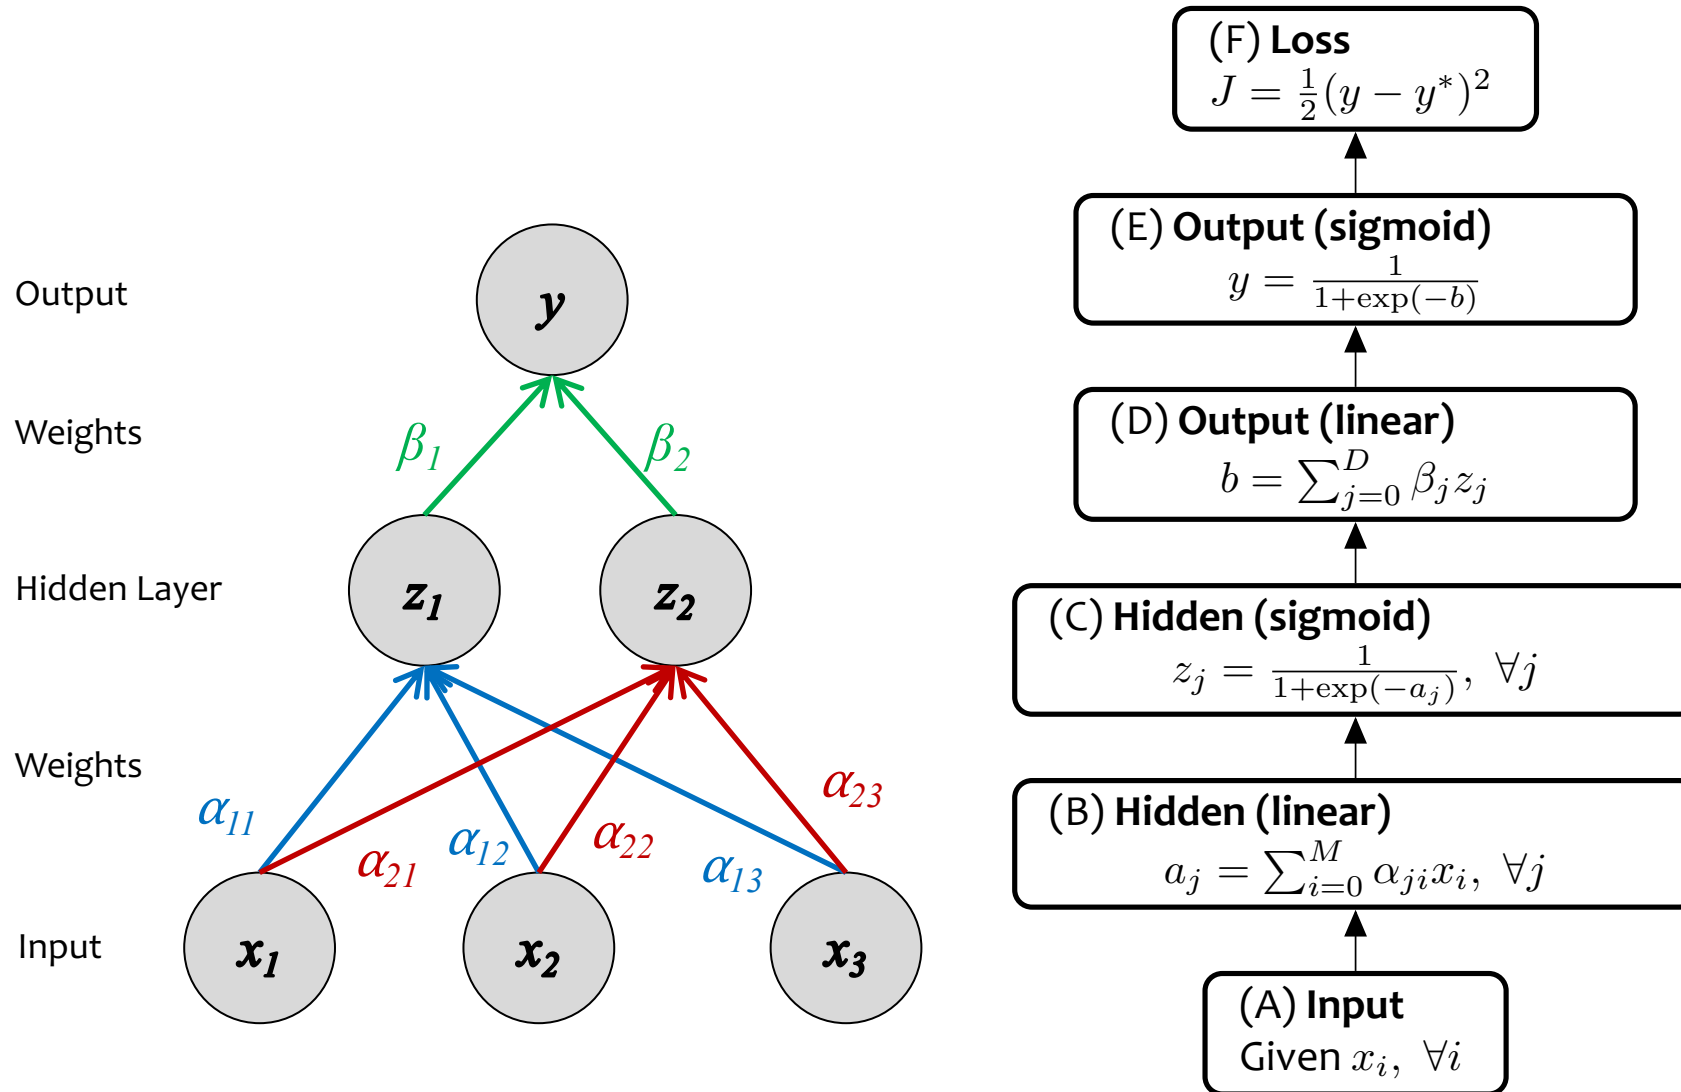 Output
y
Weights
β1
β2
Hidden Layer
z1
z2
Weights
α11
α21
α12
α22
α13
α23
Input
x1
x2
x3
(F) Loss
J = 1/2 (y − y*)²
(E) Output (sigmoid)
y = 1/(1+exp(−b))
(D) Output (linear)
b = ∑_{j=0}^{D} β_j z_j
(C) Hidden (sigmoid)
z_j = 1/(1+exp(−a_j)), ∀j
(B) Hidden (linear)
a_j = ∑_{i=0}^{M} α_{ji} x_i, ∀j
(A) Input
Given x_i, ∀i